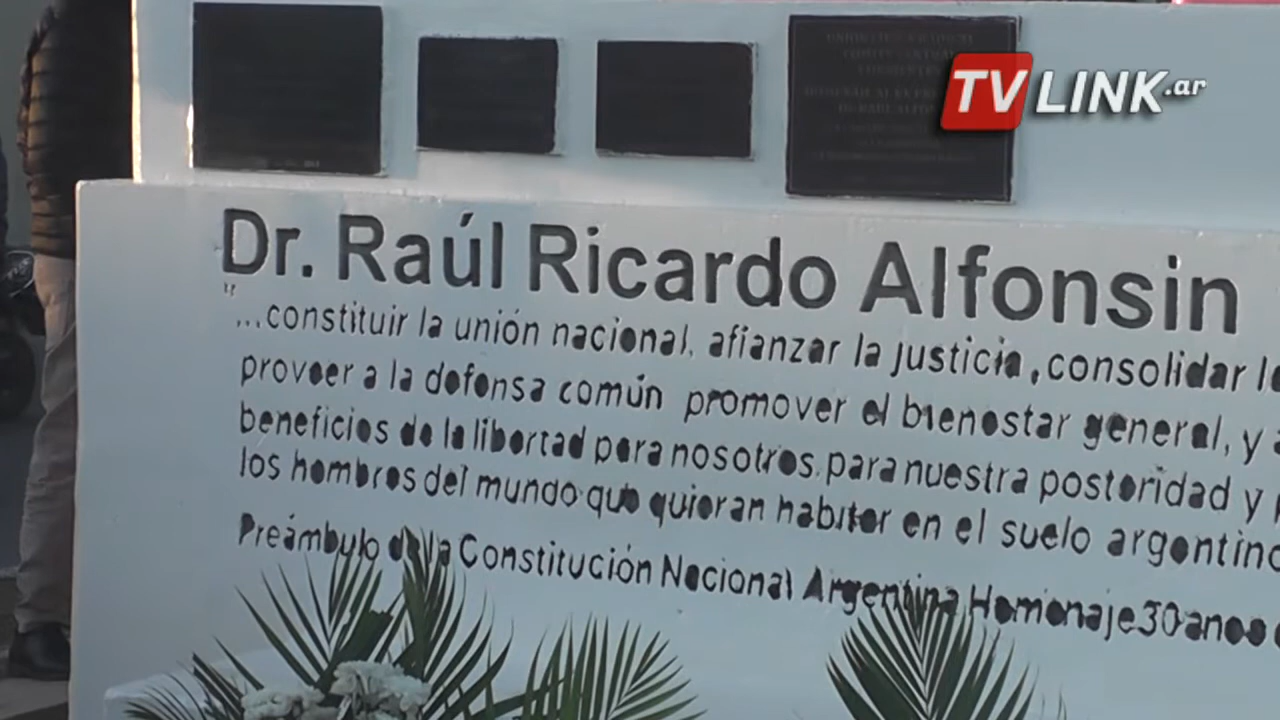 TV LINK.ar
Dr. Raúl Ricardo Alfonsin
"...constituir la unión nacional, afianzar la justicia, consolidar
proveer a la defensa común promover el bienestar general, y
beneficios de la libertad para nosotros, para nuestra posteridad y
los hombres del mundo que quieran habitar en el suelo argentino
Preámbulo de la Constitución Nacional Argentina Homenaje 30 anos